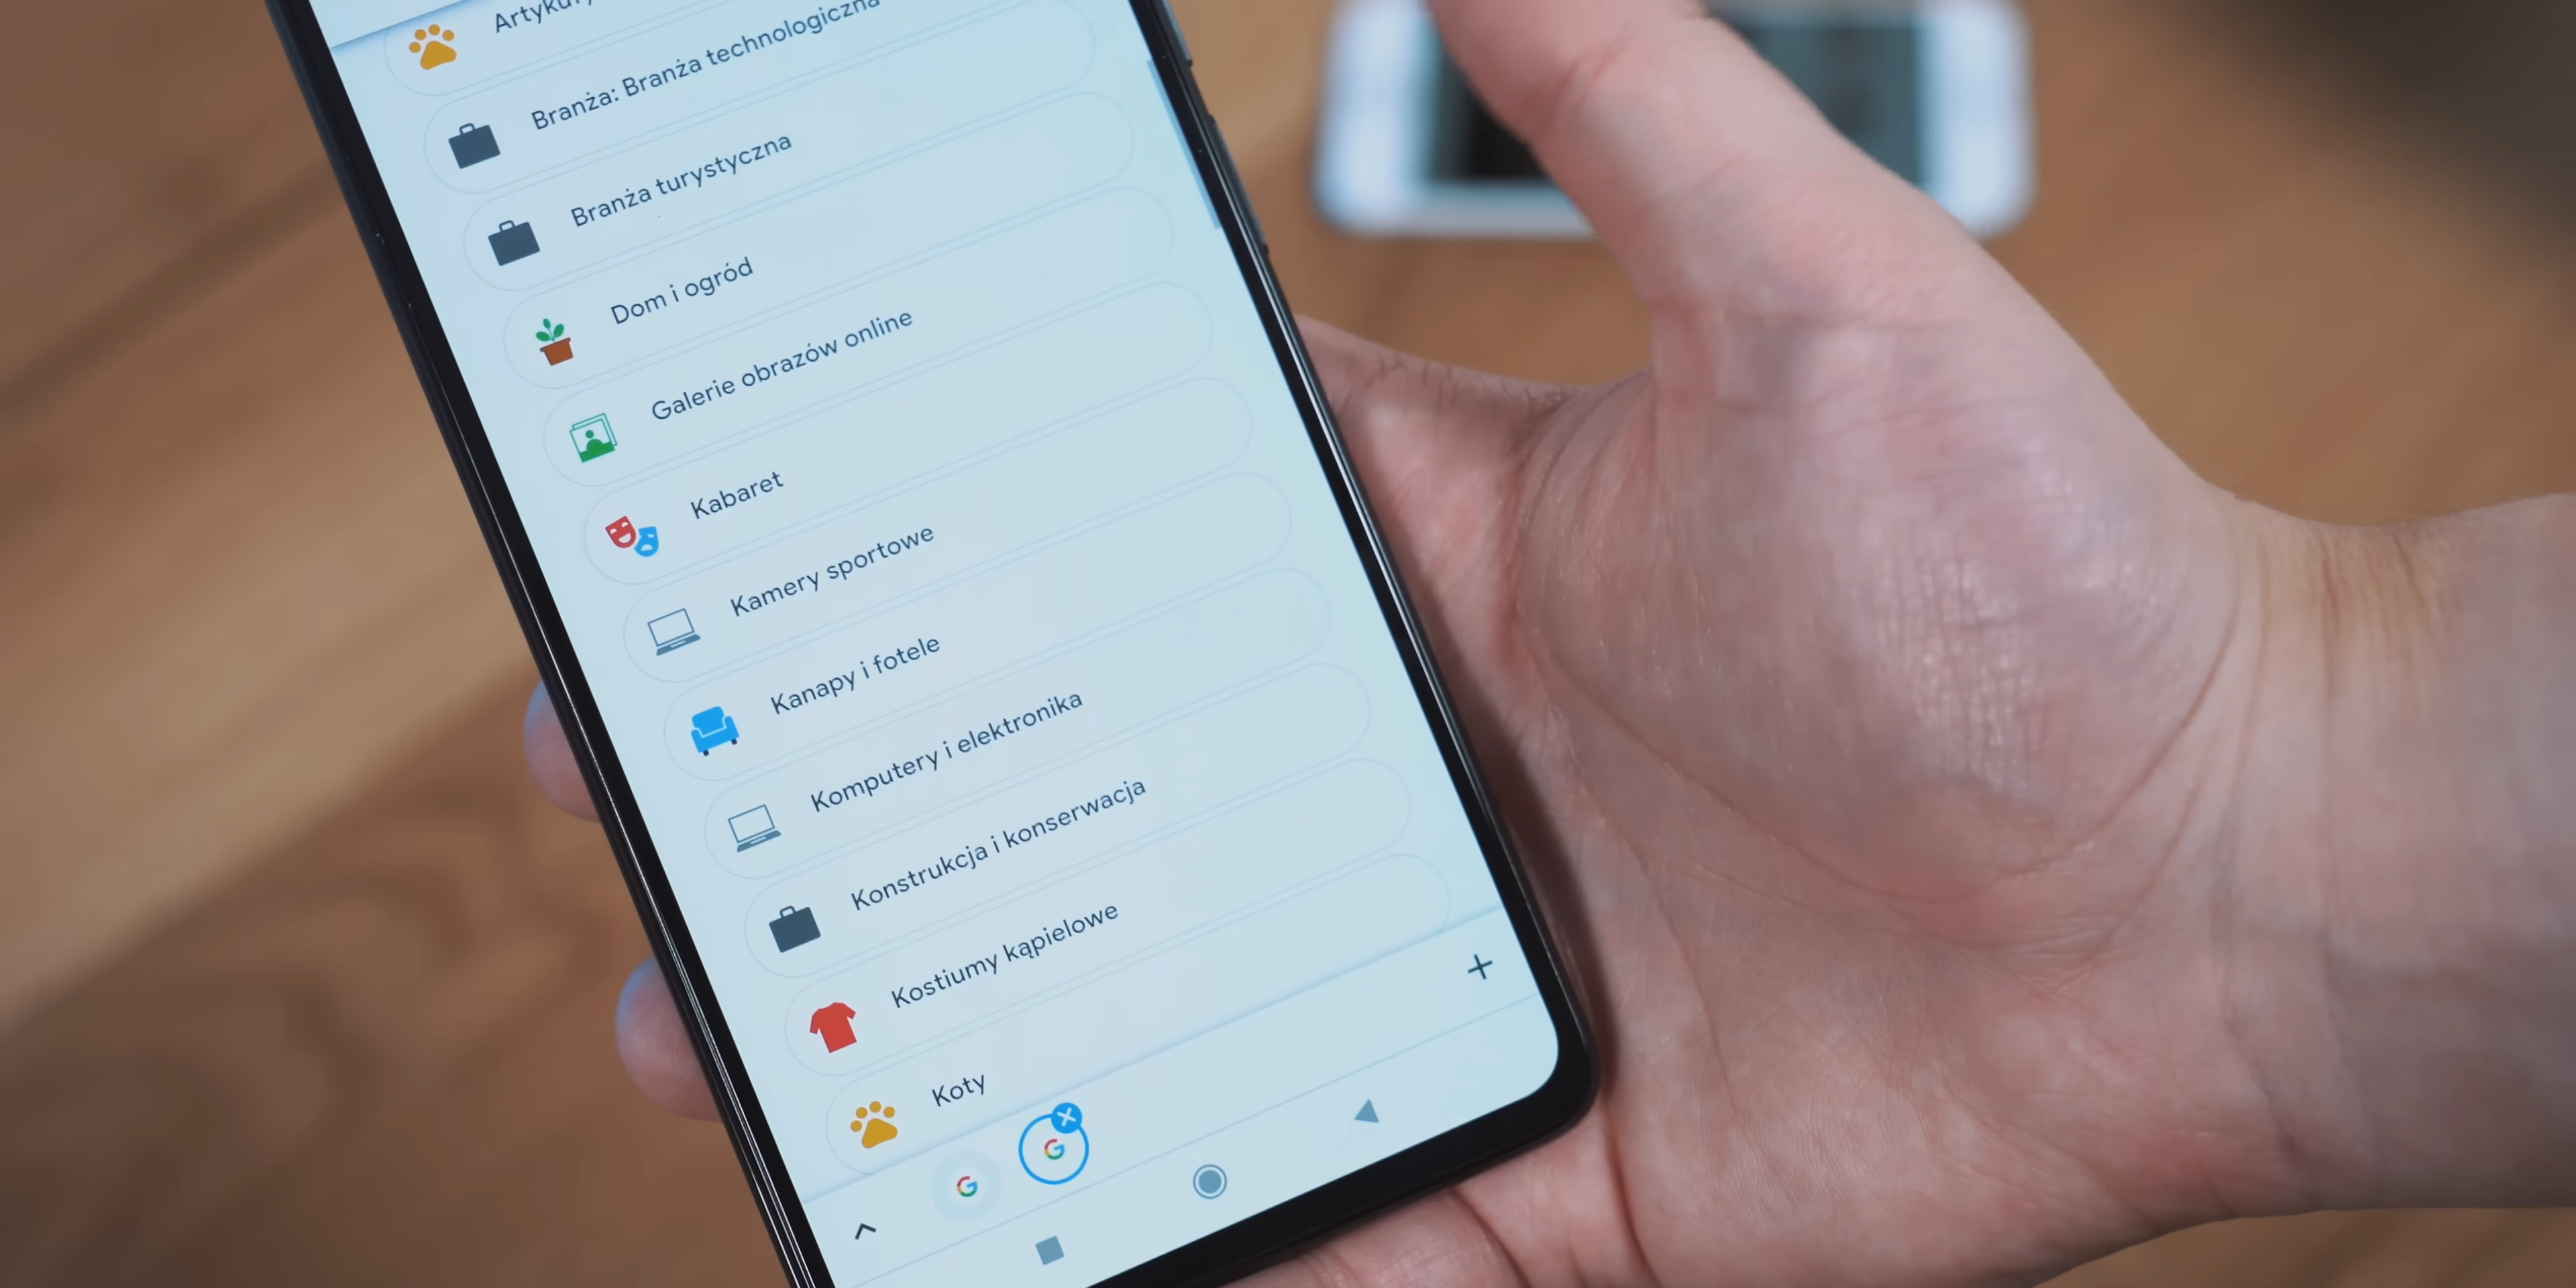 Branża: Branża technologiczna
Branża turystyczna
Dom i ogród
Galerie obrazów online
Kabaret
Kamery sportowe
Kanapy i fotele
Komputery i elektronika
Konstrukcja i konserwacja
Kostiumy kąpielowe
Koty